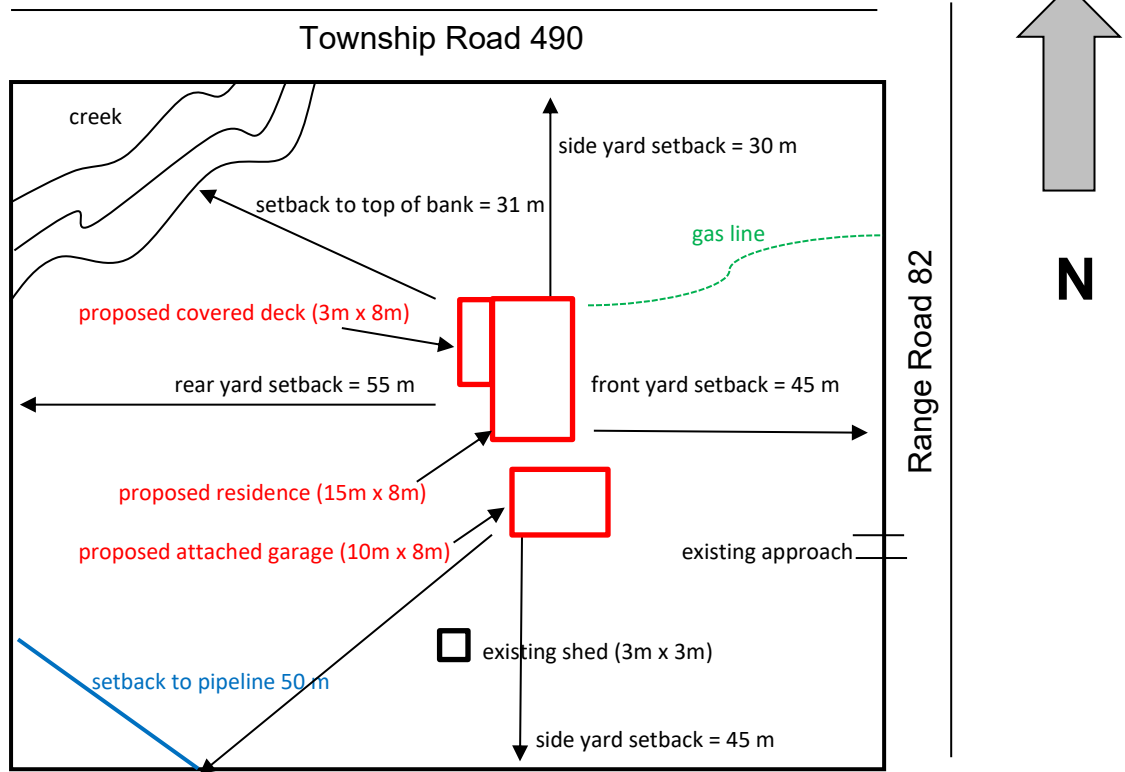 Township Road 490
creek
side yard setback = 30 m
setback to top of bank = 31 m
gas line
N
Range Road 82
proposed covered deck (3m x 8m)
rear yard setback = 55 m
front yard setback = 45 m
proposed residence (15m x 8m)
proposed attached garage (10m x 8m)
existing approach
existing shed (3m x 3m)
setback to pipeline 50 m
side yard setback = 45 m